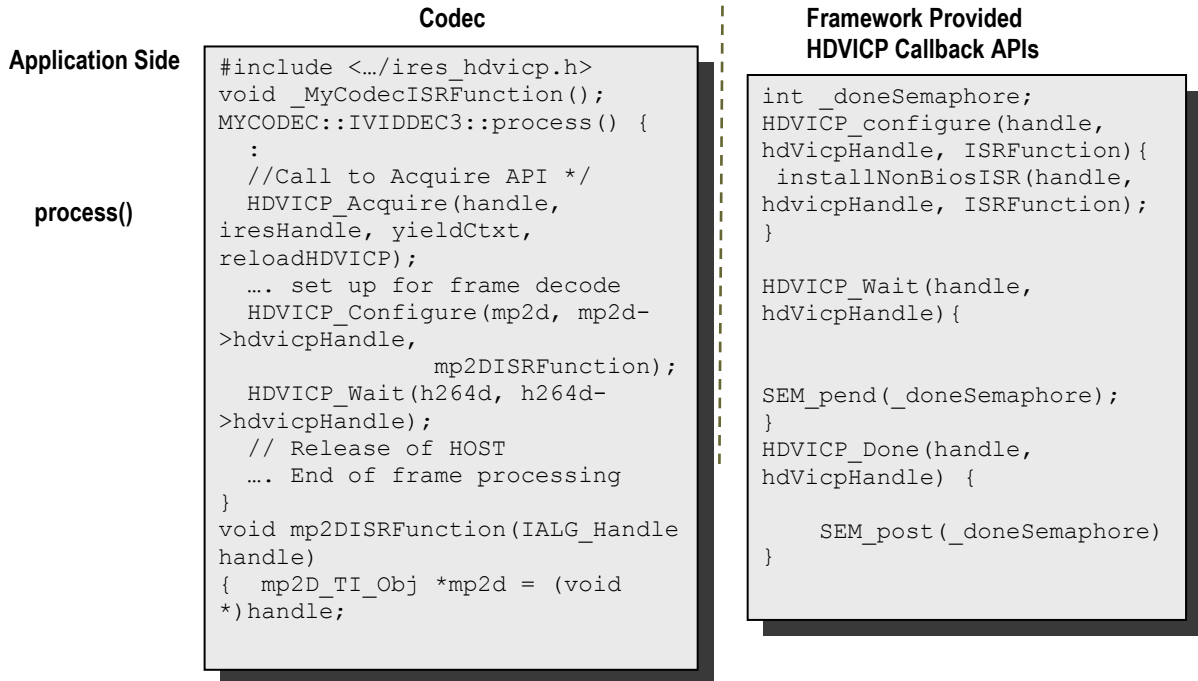 Codec
Framework Provided
HDVICP Callback APIs
Application Side
process()
#include <…/ires_hdvicp.h>
void _MyCodecISRFunction();
MYCODEC::IVIDDEC3::process() {
:
//Call to Acquire API */
HDVICP_Acquire(handle,
iresHandle, yieldCtxt,
reloadHDVICP);
…. set up for frame decode
HDVICP_Configure(mp2d, mp2d-
>hdvicpHandle,
mp2DISRFunction);
HDVICP_Wait(h264d, h264d-
>hdvicpHandle);
// Release of HOST
…. End of frame processing
}
void mp2DISRFunction(IALG_Handle
handle)
{ mp2D_TI_Obj *mp2d = (void
*)handle;
int _doneSemaphore;
HDVICP_configure(handle,
hdVicpHandle, ISRFunction){
installNonBiosISR(handle,
hdvicpHandle, ISRFunction);
}
HDVICP_Wait(handle,
hdVicpHandle){
SEM_pend(_doneSemaphore);
}
HDVICP_Done(handle,
hdVicpHandle) {
SEM_post(_doneSemaphore)
}